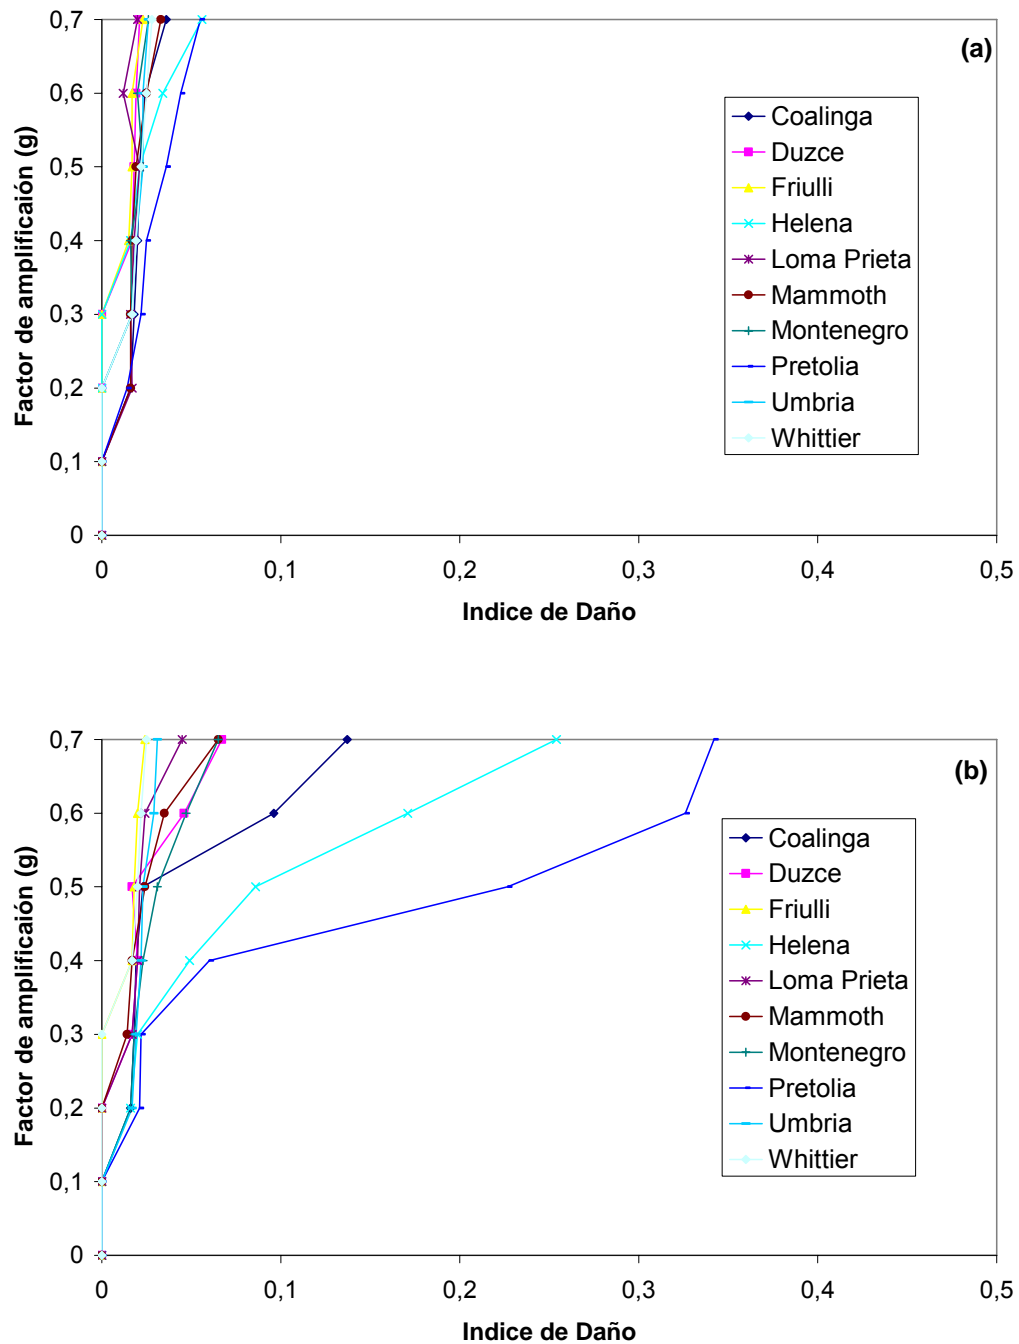 (a)
Factor de amplificaión (g)
0,7
0,6
0,5
0,4
0,3
0,2
0,1
0
Coalinga
Duzce
Friulli
Helena
Loma Prieta
Mammoth
Montenegro
Pretolia
Umbria
Whittier
0 0,1 0,2 0,3 0,4 0,5
Indice de Daño
(b)
Factor de amplificaión (g)
0,7
0,6
0,5
0,4
0,3
0,2
0,1
0
Coalinga
Duzce
Friulli
Helena
Loma Prieta
Mammoth
Montenegro
Pretolia
Umbria
Whittier
0 0,1 0,2 0,3 0,4 0,5
Indice de Daño